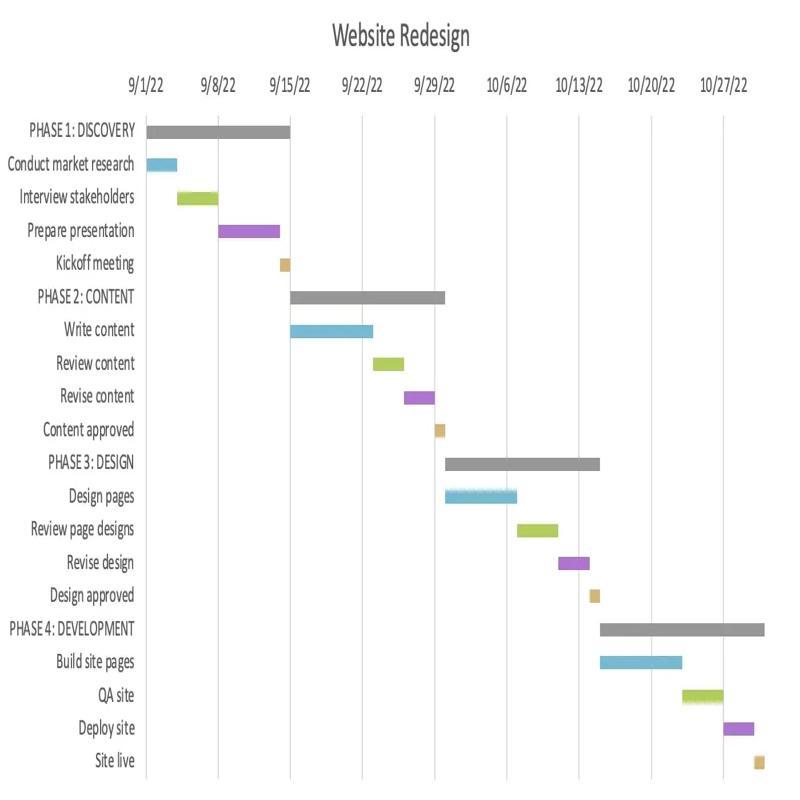 Website Redesign
9/1/22 9/8/22 9/15/22 9/22/22 9/29/22 10/6/22 10/13/22 10/20/22 10/27/22
PHASE 1: DISCOVERY
Conduct market research
Interview stakeholders
Prepare presentation
Kickoff meeting
PHASE 2: CONTENT
Write content
Review content
Revise content
Content approved
PHASE 3: DESIGN
Design pages
Review page designs
Revise design
Design approved
PHASE 4: DEVELOPMENT
Build site pages
QA site
Deploy site
Site live